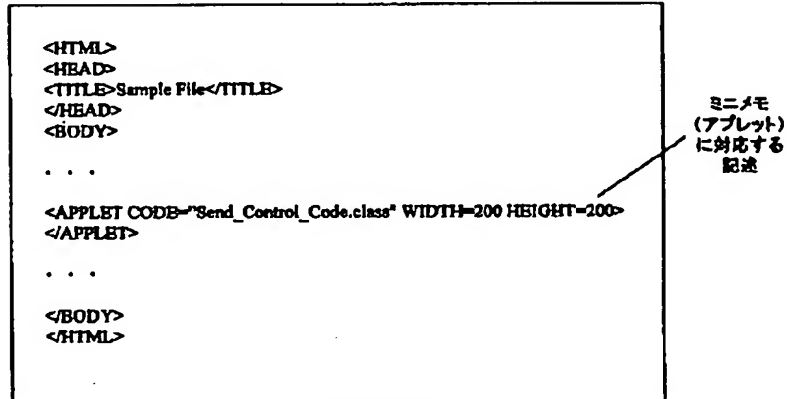 <HTML>
<HEAD>
<TITLE>Sample File</TITLE>
</HEAD>
<BODY>
. . .
<APPLET CODE="Send_Control_Code.class" WIDTH=200 HEIGHT=200>
</APPLET>
. . .
</BODY>
</HTML>
ミニメモ
(アプレット)
に対応する
記述